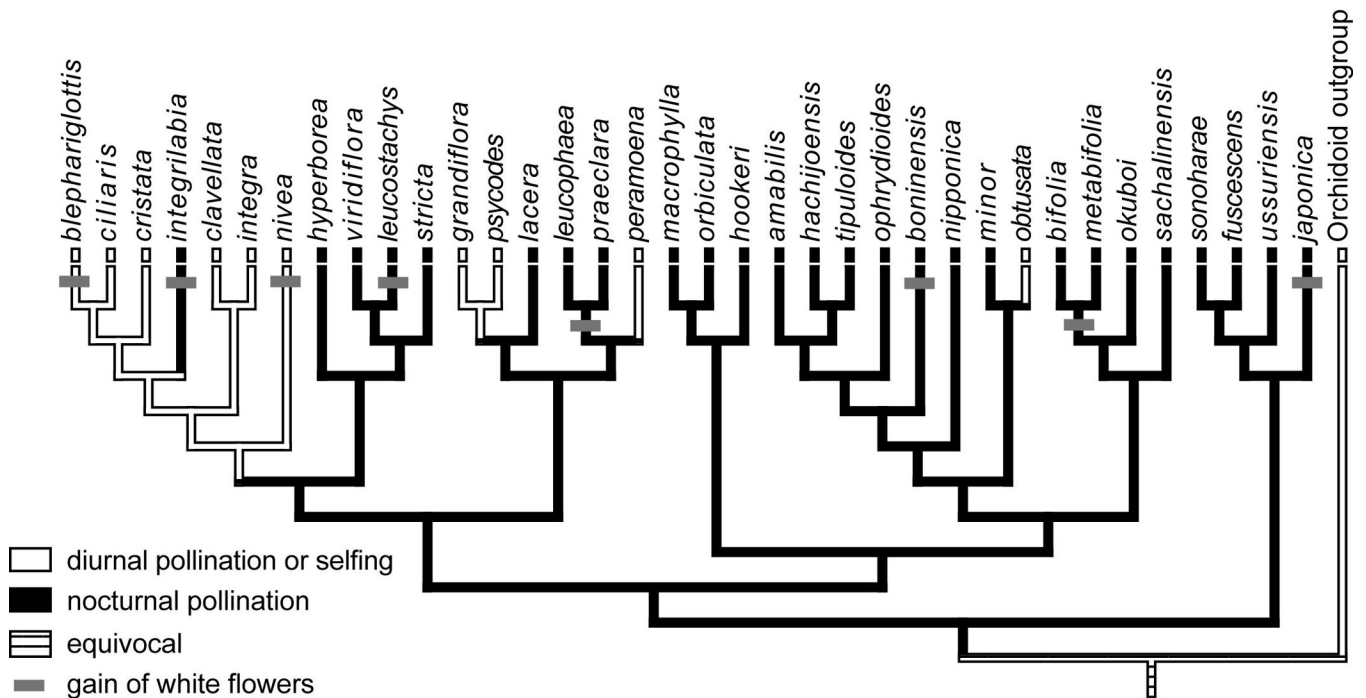 blephariglottis
ciliaris
cristata
integrilabia
clavellata
integra
nivea
hyperborea
viridiflora
leucostachys
stricta
grandiflora
psycodes
lacera
leucophaea
praeclara
peramoena
macrophylla
orbiculata
hookeri
amabilis
hachijoensis
tipuloides
ophrydioides
boninensis
nipponica
minor
obtusata
bifolia
metabifolia
okuboi
sachalinensis
sonoharae
fuscescens
ussuriensis
japonica
Orchidoid outgroup
diurnal pollination or selfing
nocturnal pollination
equivocal
gain of white flowers